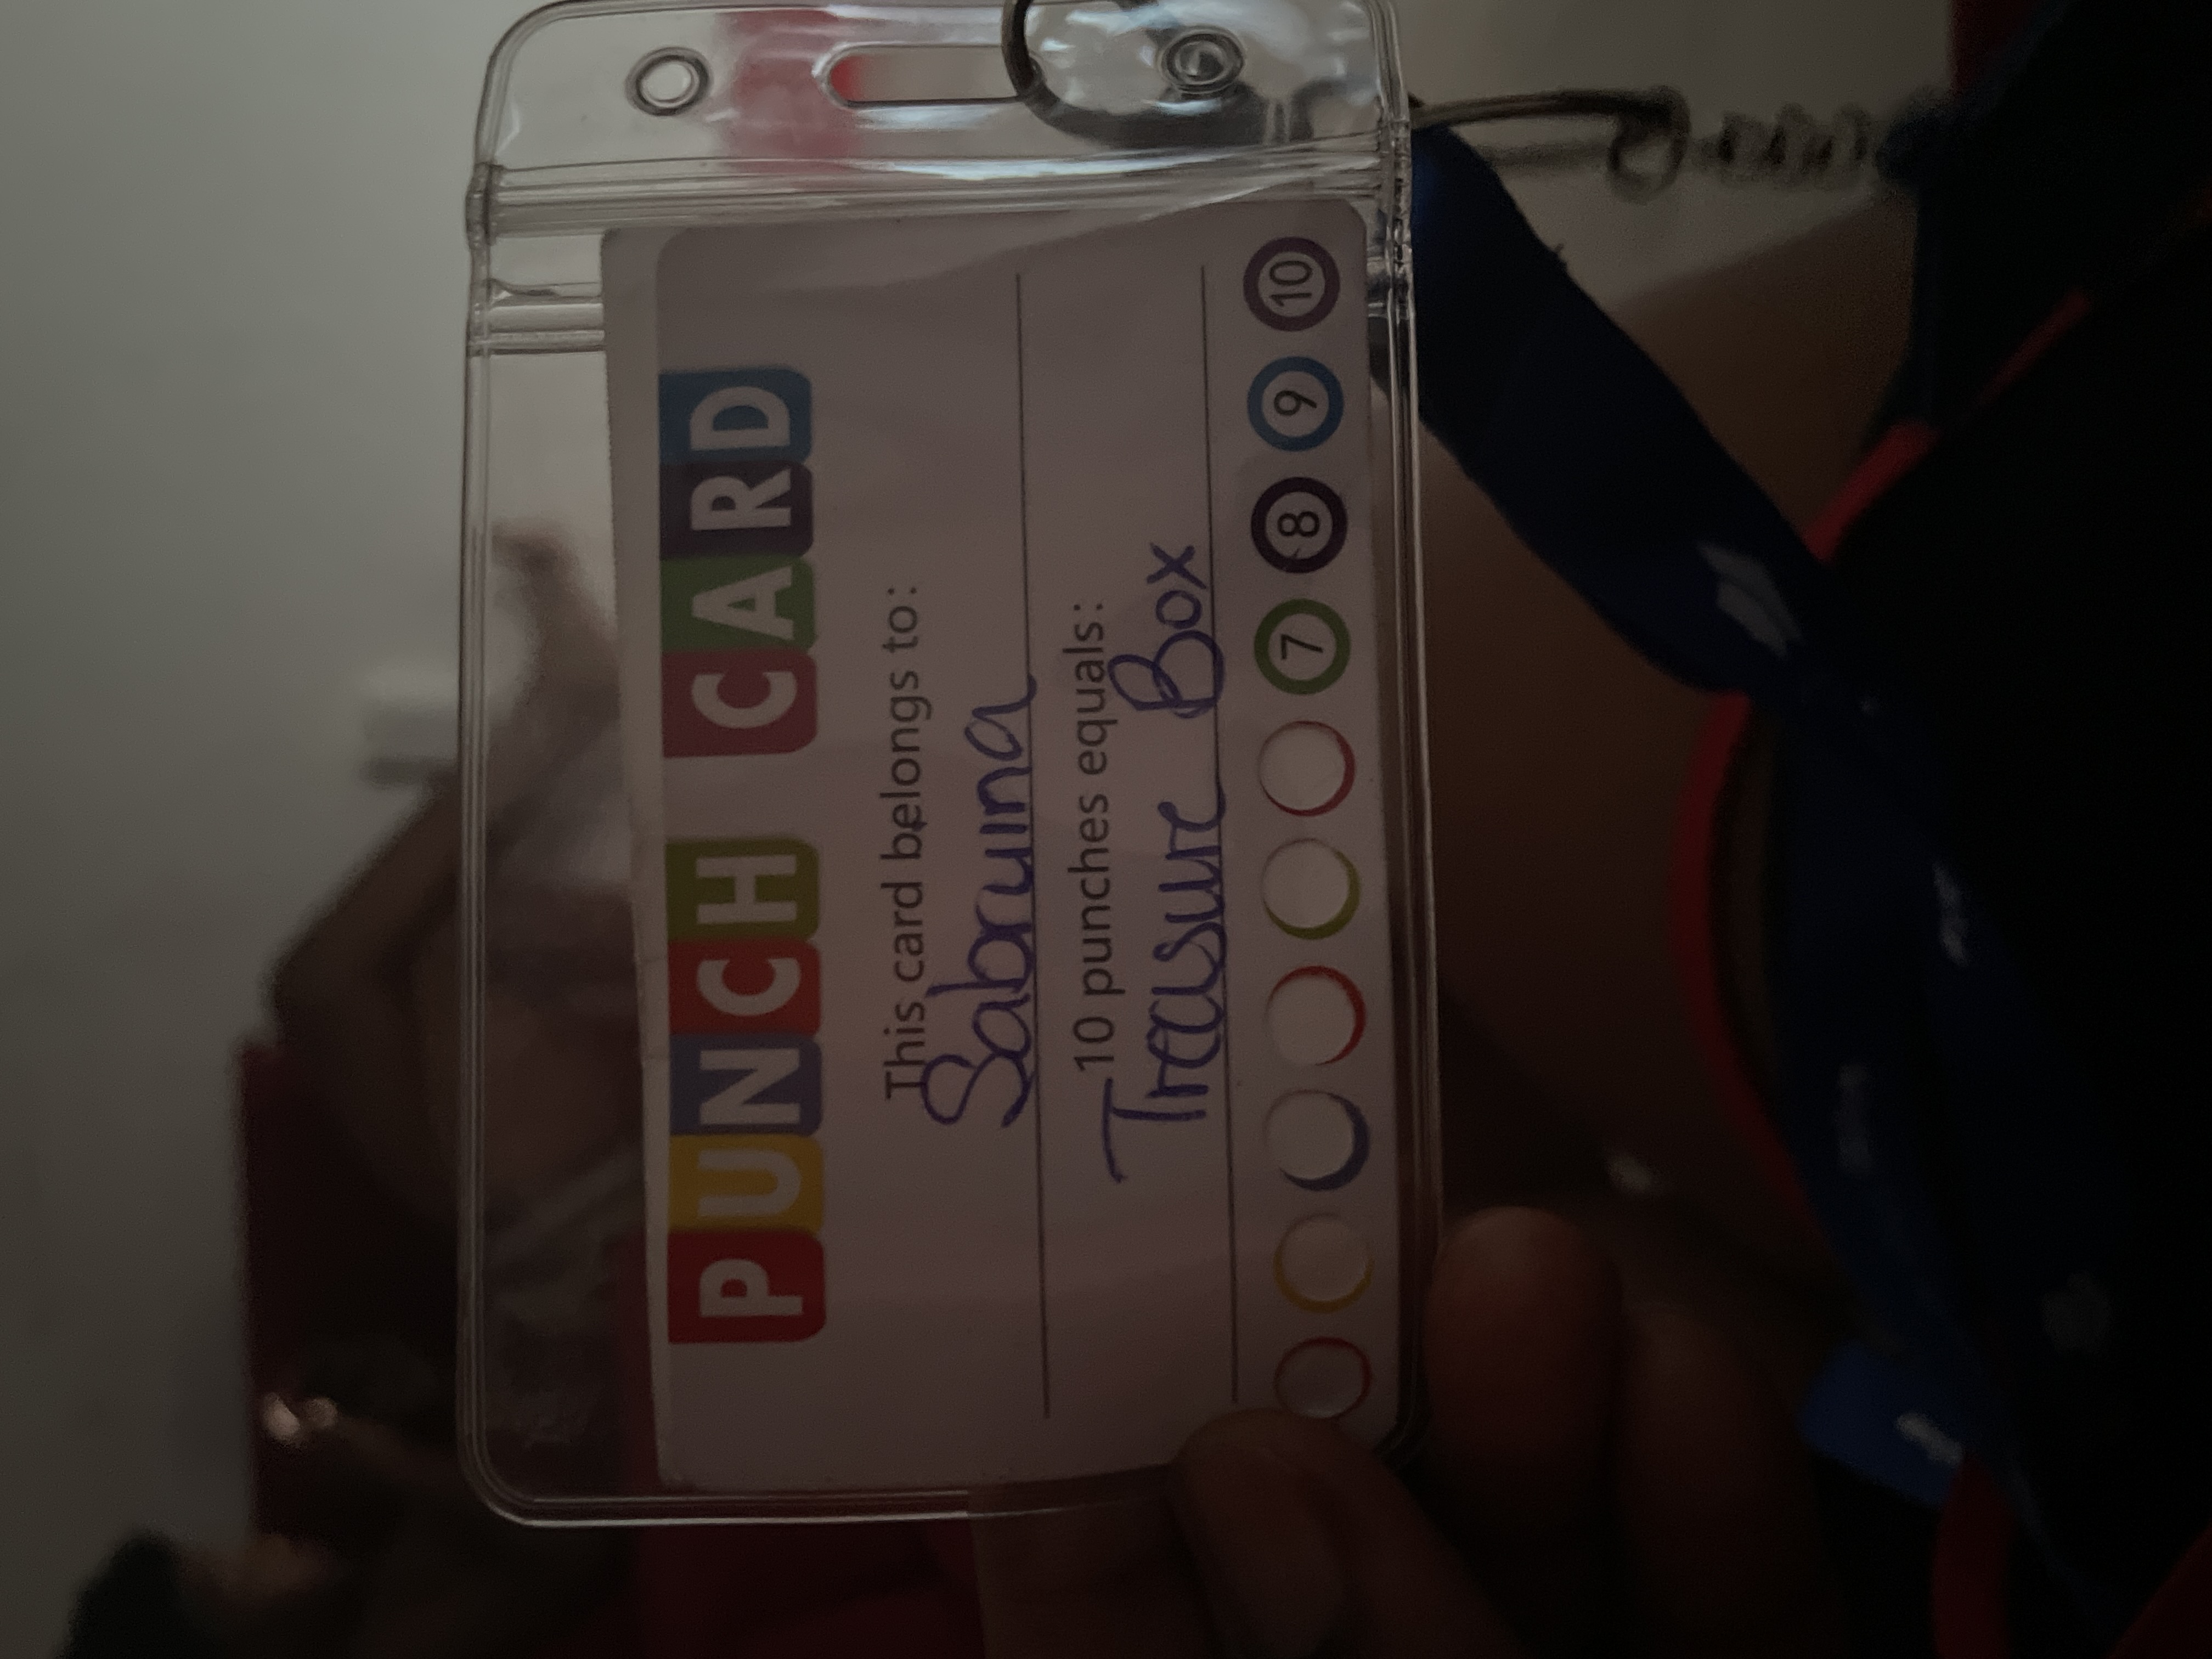 PUNCH CARD
This card belongs to:
Sabrina
10 punches equals:
Treasure Box
7 8 9 10